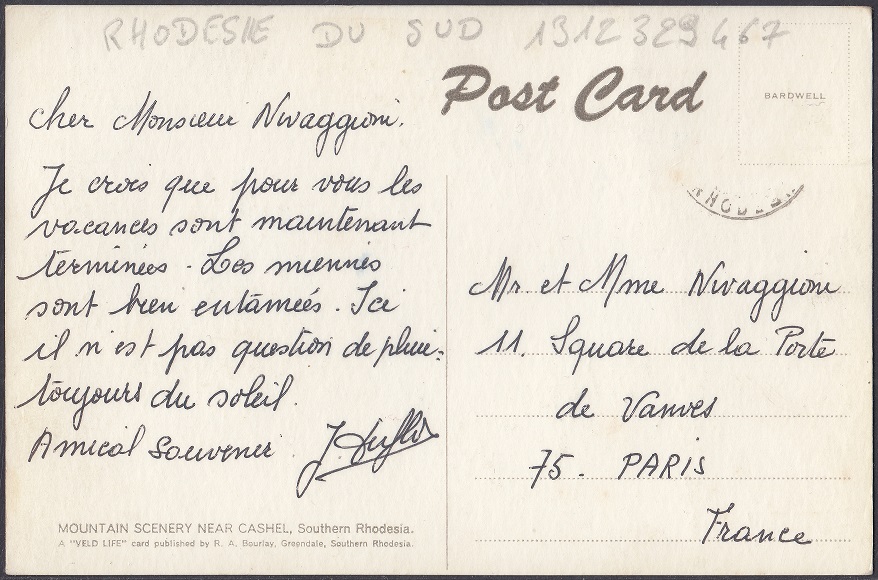 RHODESIE DU SUD 1312329467
Post Card
BARDWELL
Cher Monsieur Nivaggioni.
Je crois que pour vous les
vacances sont maintenant
terminées. Les miennes
sont bien entamées. Ici
il n'est pas question de pluie:
toujours du soleil.
Amical Souvenir J.
RHODES
Mr et Mme Nivaggioni
11. Square de la Porte
de Vanves
75. PARIS
France
MOUNTAIN SCENERY NEAR CASHEL, Southern Rhodesia.
A "VELD LIFE" card published by R. A. Bourlay, Greendale, Southern Rhodesia.